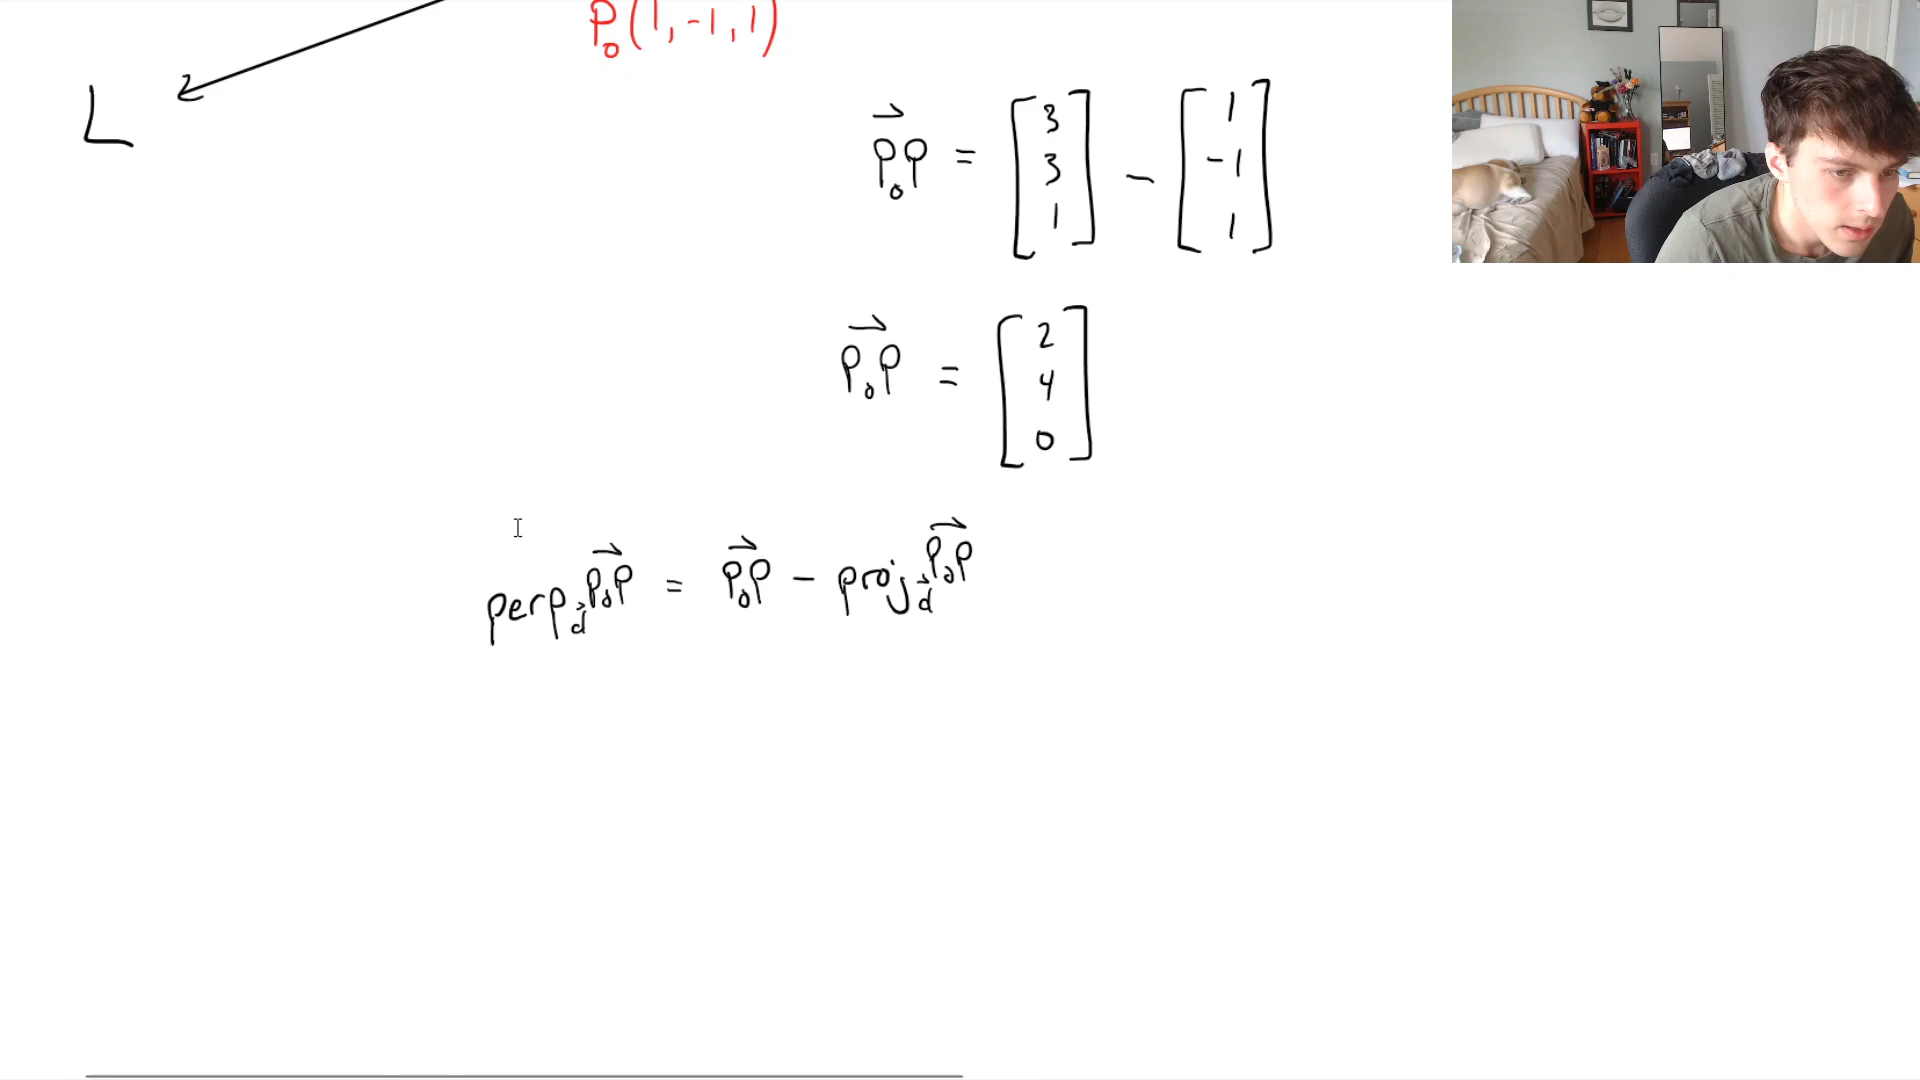 P₀(1, -1, 1)
L
P₀P = [3 3 1] - [1 -1 1]
P₀P = [2 4 0]
perp_d P₀P = P₀P - proj_d P₀P